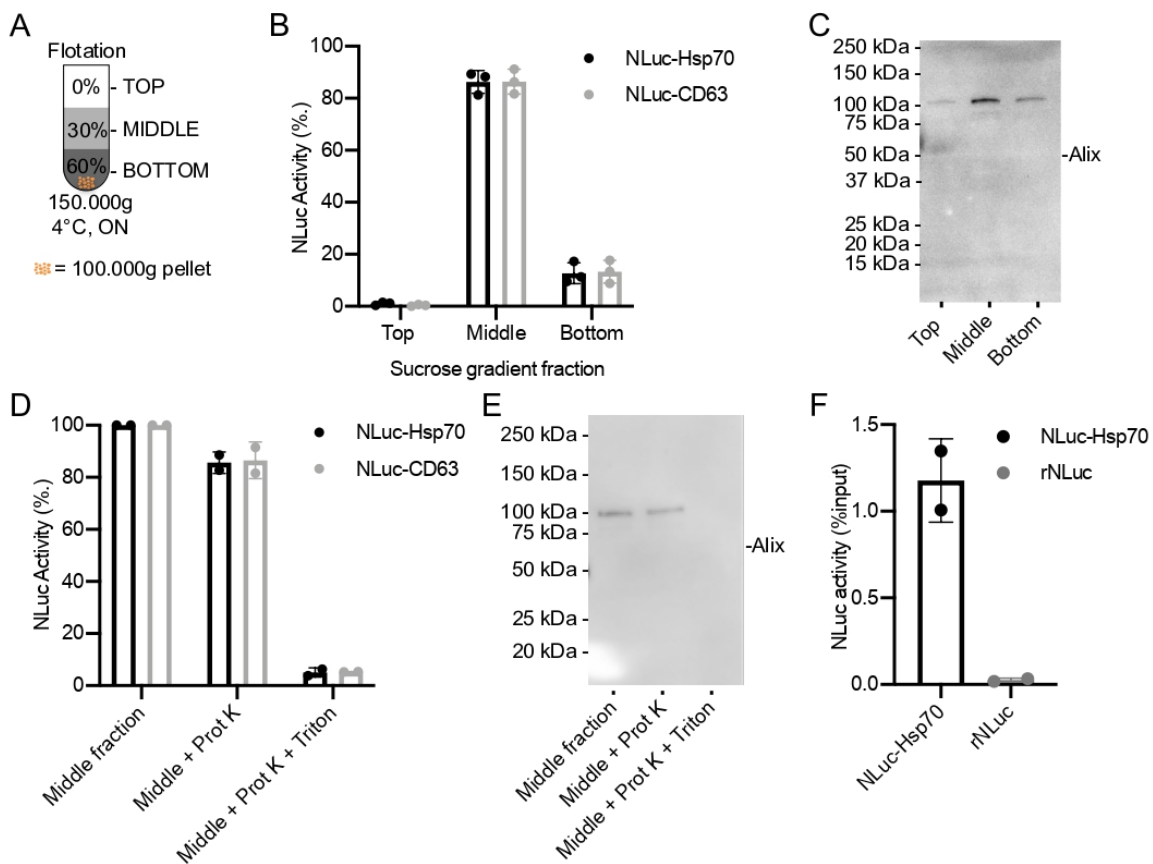 A
Flotation
0% - TOP
30% - MIDDLE
60% - BOTTOM
150.000g
4°C, ON
= 100.000g pellet
B
NLuc Activity (%.)
100
80
60
40
20
0
Top
Middle
Bottom
Sucrose gradient fraction
NLuc-Hsp70
NLuc-CD63
C
250 kDa -
150 kDa -
100 kDa -
75 kDa -
50 kDa -
37 kDa -
25 kDa -
20 kDa -
15 kDa -
-Alix
Top
Middle
Bottom
D
NLuc Activity (%.)
100
80
60
40
20
0
NLuc-Hsp70
NLuc-CD63
Middle fraction
Middle + Prot K
Middle + Prot K + Triton
E
250 kDa -
150 kDa -
100 kDa -
75 kDa -
50 kDa -
25 kDa -
20 kDa -
-Alix
Middle fraction
Middle + Prot K
Middle + Prot K + Triton
F
NLuc activity (%input)
1.5
1.0
0.5
0.0
NLuc-Hsp70
rNLuc
NLuc-Hsp70
rNLuc